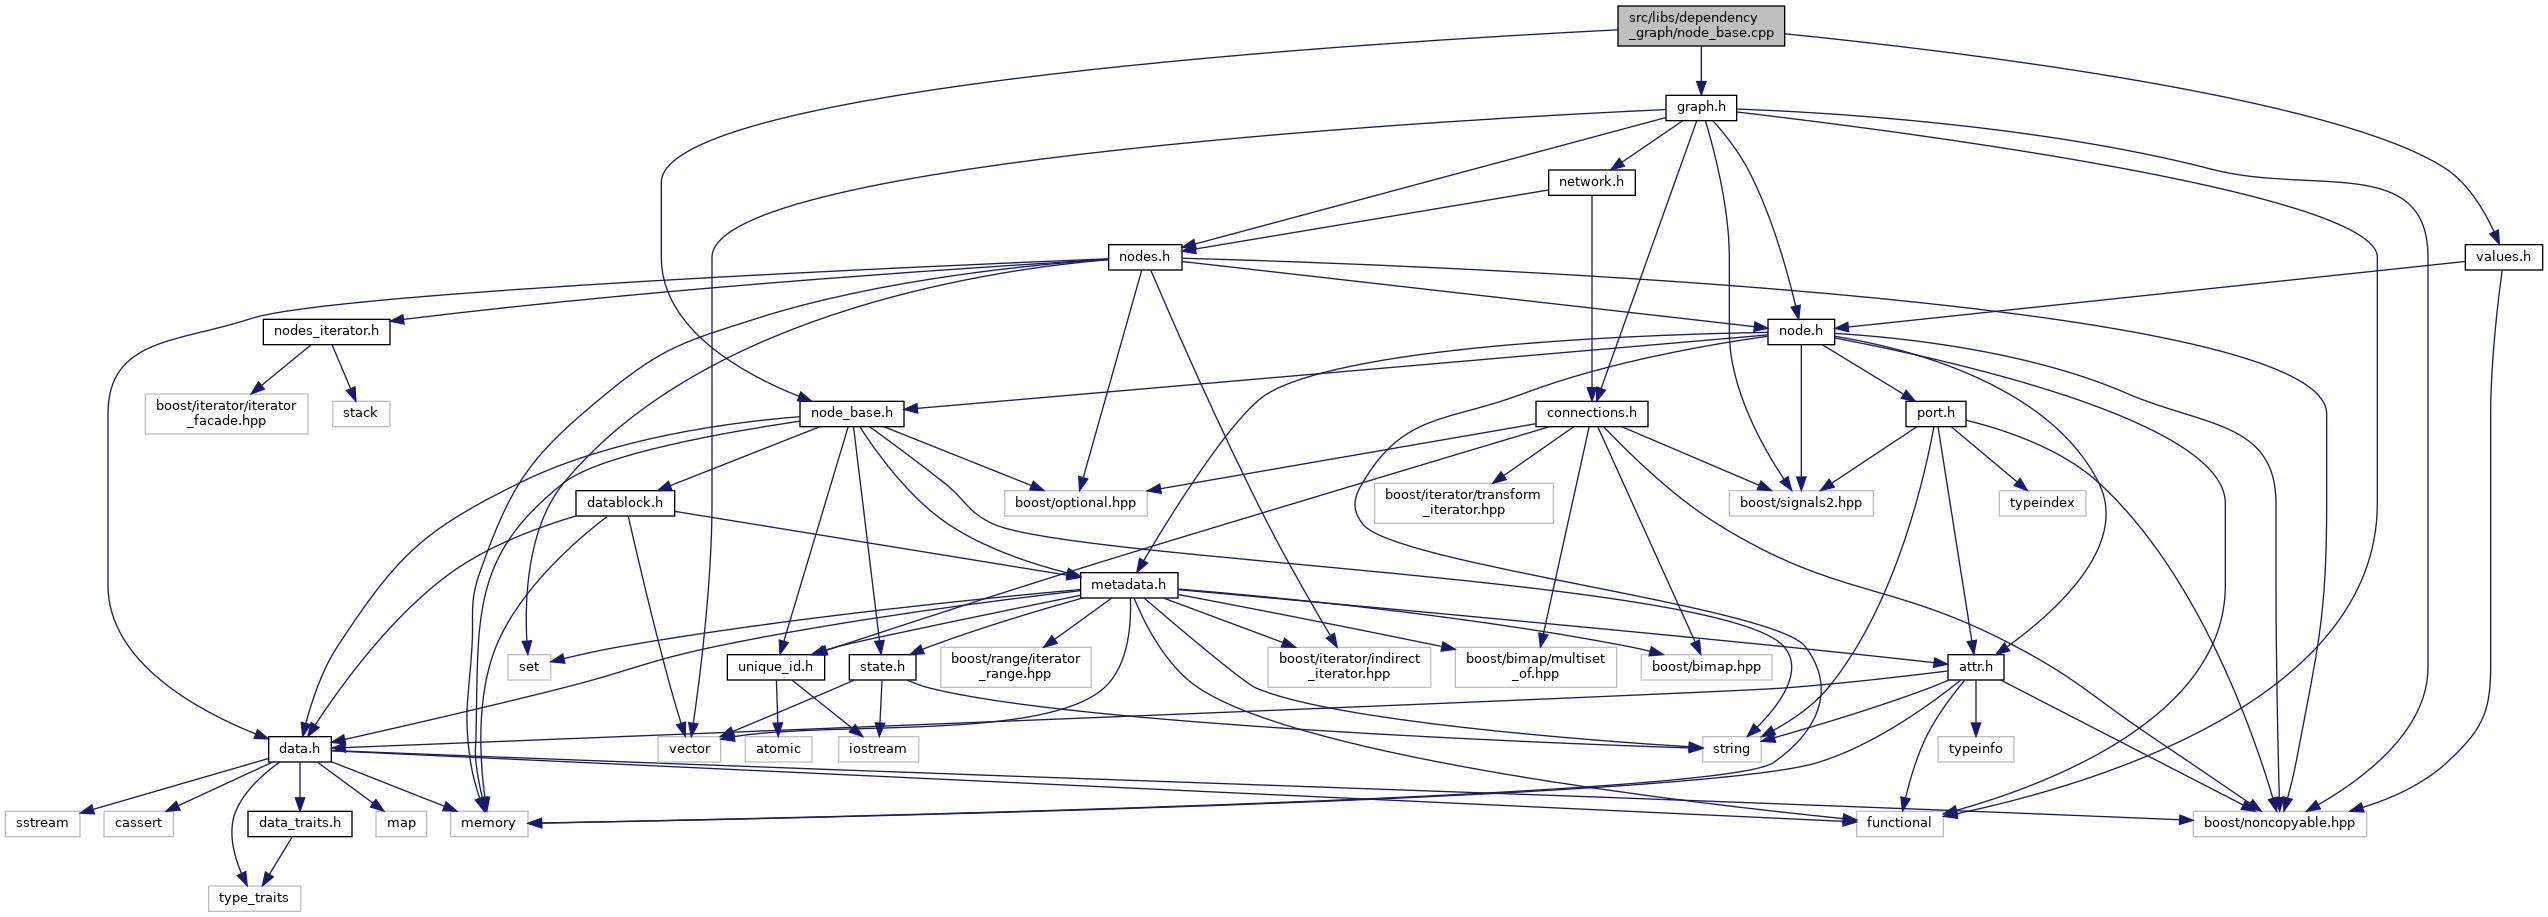 src/libs/dependency
_graph/node_base.cpp
graph.h
network.h
nodes.h
values.h
nodes_iterator.h
node.h
boost/iterator/iterator
_facade.hpp
stack
node_base.h
connections.h
port.h
datablock.h
boost/optional.hpp
boost/iterator/transform
_iterator.hpp
boost/signals2.hpp
typeindex
metadata.h
set
unique_id.h
state.h
boost/range/iterator
_range.hpp
boost/iterator/indirect
_iterator.hpp
boost/bimap/multiset
_of.hpp
boost/bimap.hpp
attr.h
data.h
vector
atomic
iostream
string
typeinfo
sstream
cassert
data_traits.h
map
memory
functional
boost/noncopyable.hpp
type_traits